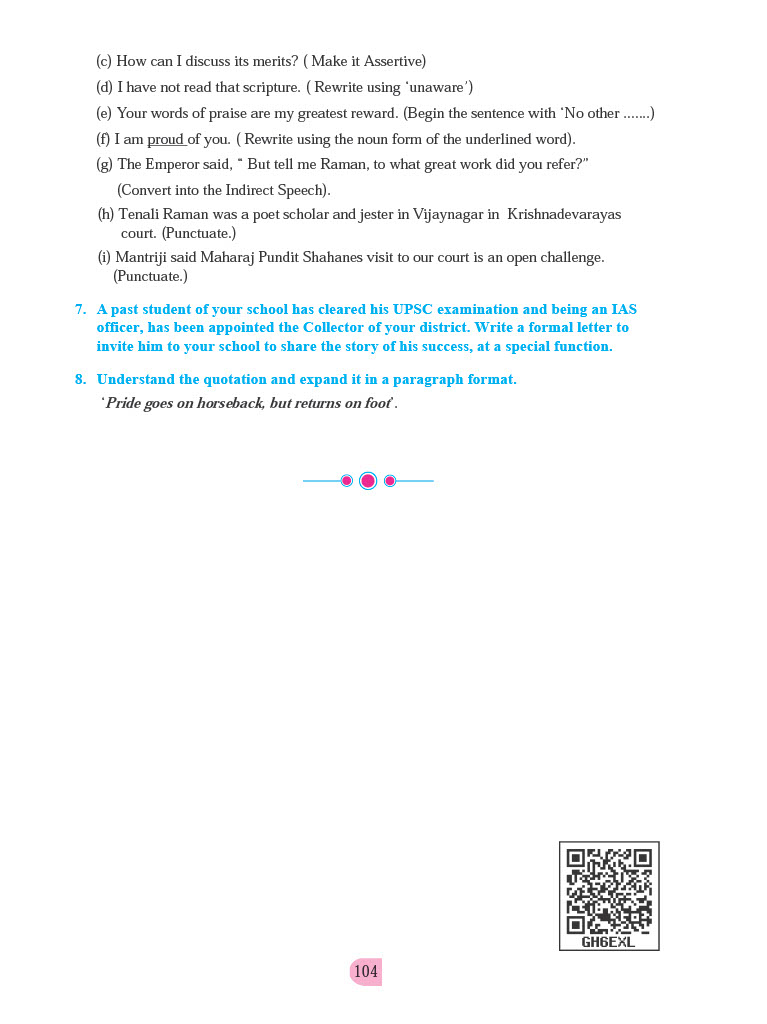 (c) How can I discuss its merits? ( Make it Assertive)
(d) I have not read that scripture. ( Rewrite using ‘unaware’)
(e) Your words of praise are my greatest reward. (Begin the sentence with ‘No other .......)
(f) I am proud of you. ( Rewrite using the noun form of the underlined word).
(g) The Emperor said, “ But tell me Raman, to what great work did you refer?”
(Convert into the Indirect Speech).
(h) Tenali Raman was a poet scholar and jester in Vijaynagar in Krishnadevarayas
court. (Punctuate.)
(i) Mantriji said Maharaj Pundit Shahanes visit to our court is an open challenge.
(Punctuate.)
7. A past student of your school has cleared his UPSC examination and being an IAS
officer, has been appointed the Collector of your district. Write a formal letter to
invite him to your school to share the story of his success, at a special function.
8. Understand the quotation and expand it in a paragraph format.
‘Pride goes on horseback, but returns on foot’.
GH6EXL
104